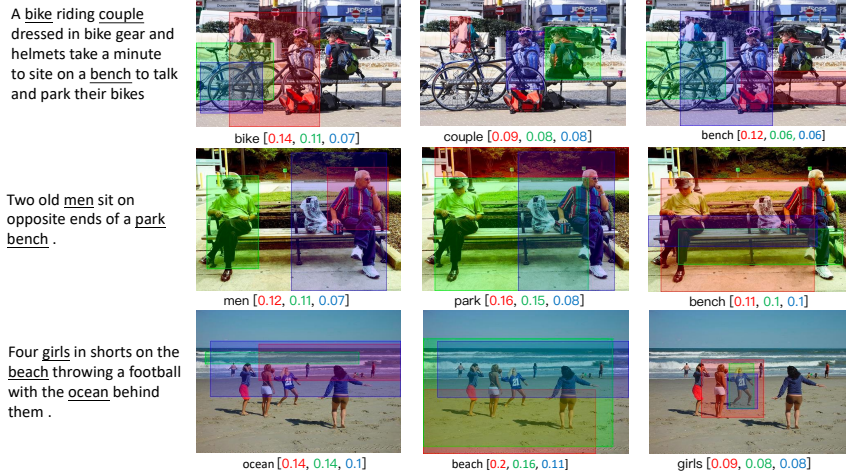 A bike riding couple
dressed in bike gear and
helmets take a minute
to site on a bench to talk
and park their bikes
bike [0.14, 0.11, 0.07]
couple [0.09, 0.08, 0.08]
bench [0.12, 0.06, 0.06]
Two old men sit on
opposite ends of a park
bench .
men [0.12, 0.11, 0.07]
park [0.16, 0.15, 0.08]
bench [0.11, 0.1, 0.1]
Four girls in shorts on the
beach throwing a football
with the ocean behind
them .
21
21
21
ocean [0.14, 0.14, 0.1]
beach [0.2, 0.16, 0.11]
girls [0.09, 0.08, 0.08]